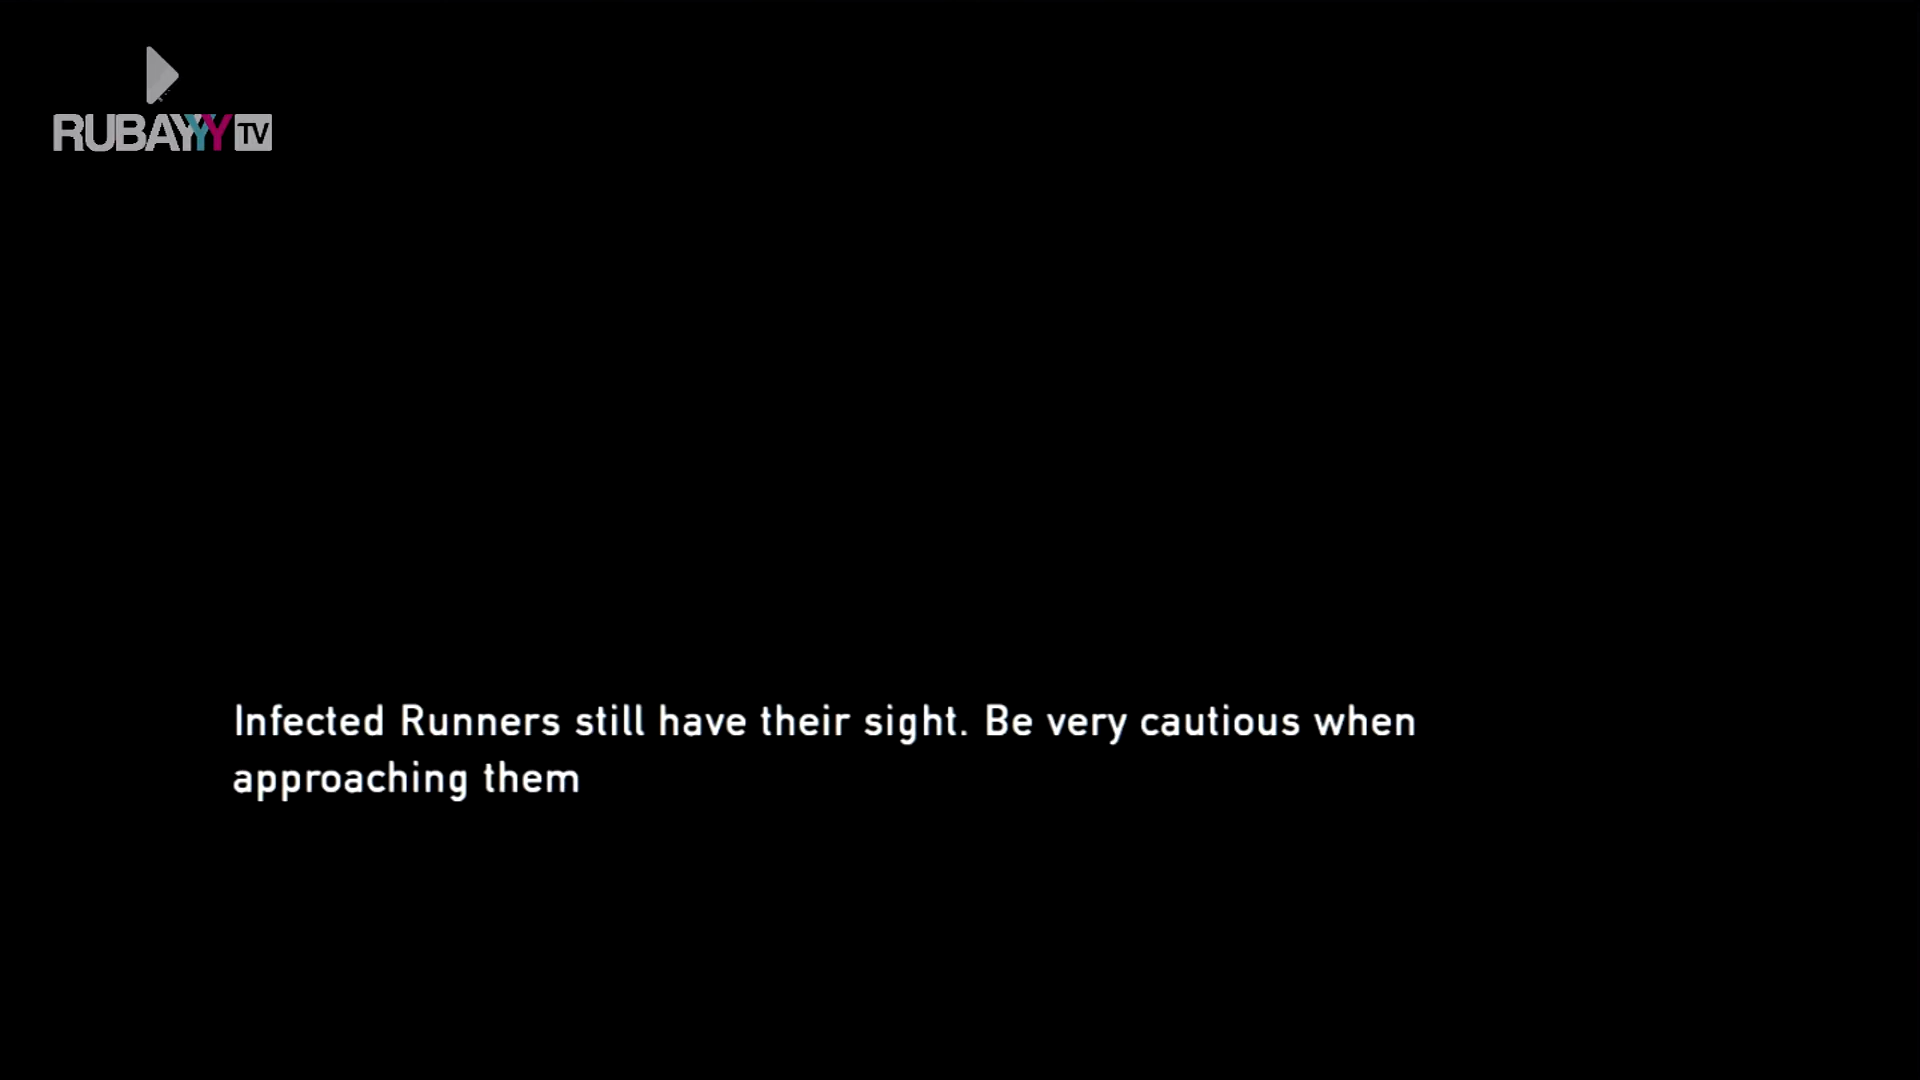 RUBAYYY TV
Infected Runners still have their sight. Be very cautious when
approaching them